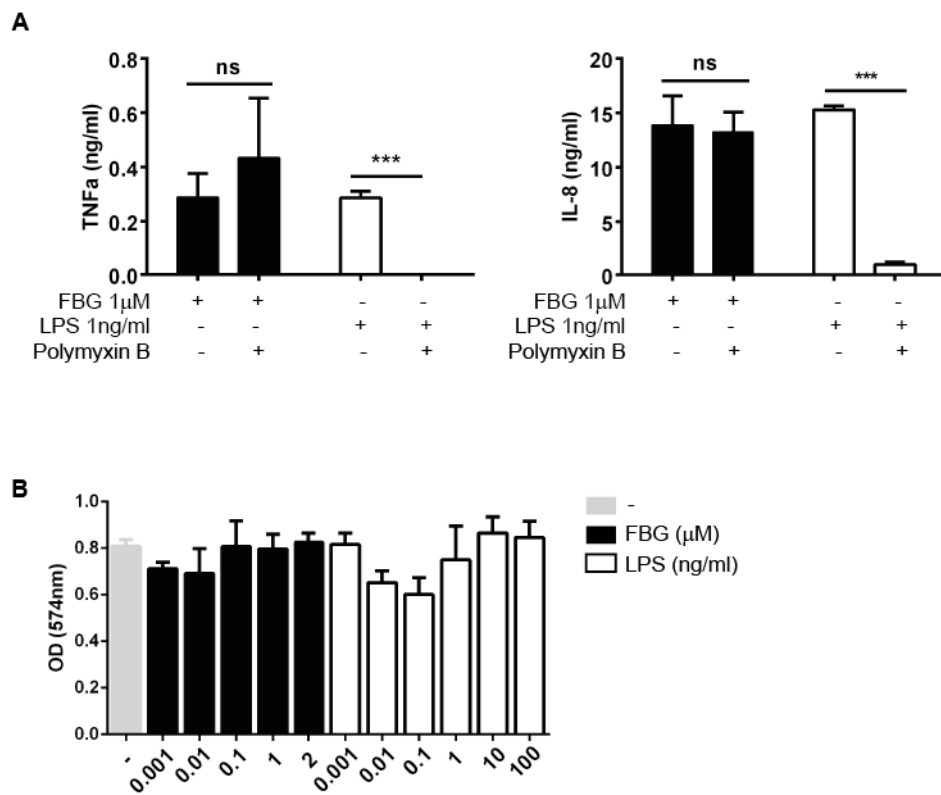 A
TNFa (ng/ml)
0.8
0.6
0.4
0.2
0.0
ns
***
FBG 1μM + + - -
LPS 1ng/ml - - + +
Polymyxin B - + - +
IL-8 (ng/ml)
20
15
10
5
0
ns
***
FBG 1μM + + - -
LPS 1ng/ml - - + +
Polymyxin B - + - +
B
OD (574nm)
1.0
0.8
0.6
0.4
0.2
0.0
- 0.001 0.01 0.1 1 2 0.001 0.01 0.1 1 10 100
-
FBG (μM)
LPS (ng/ml)